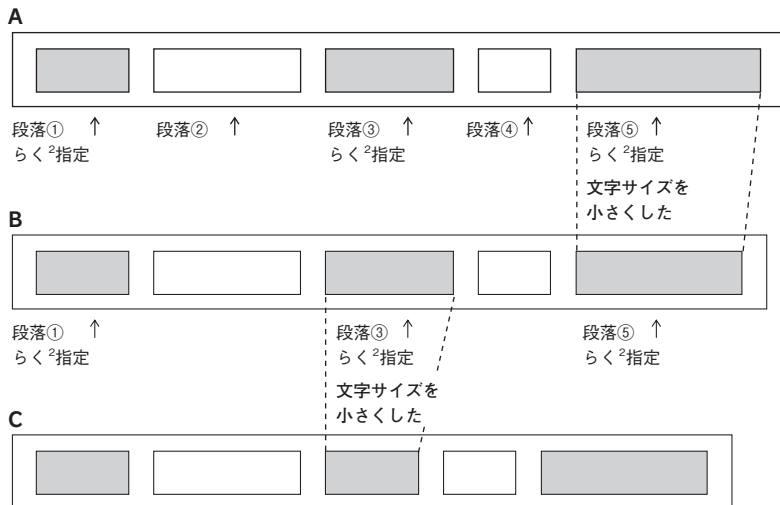 A
段落① ↑ 段落② ↑ 段落③ ↑ 段落④↑ 段落⑤ ↑
らく²指定 らく²指定 らく²指定
文字サイズを
小さくした
B
段落① ↑ 段落③ ↑ 段落⑤ ↑
らく²指定 らく²指定 らく²指定
文字サイズを
小さくした
C